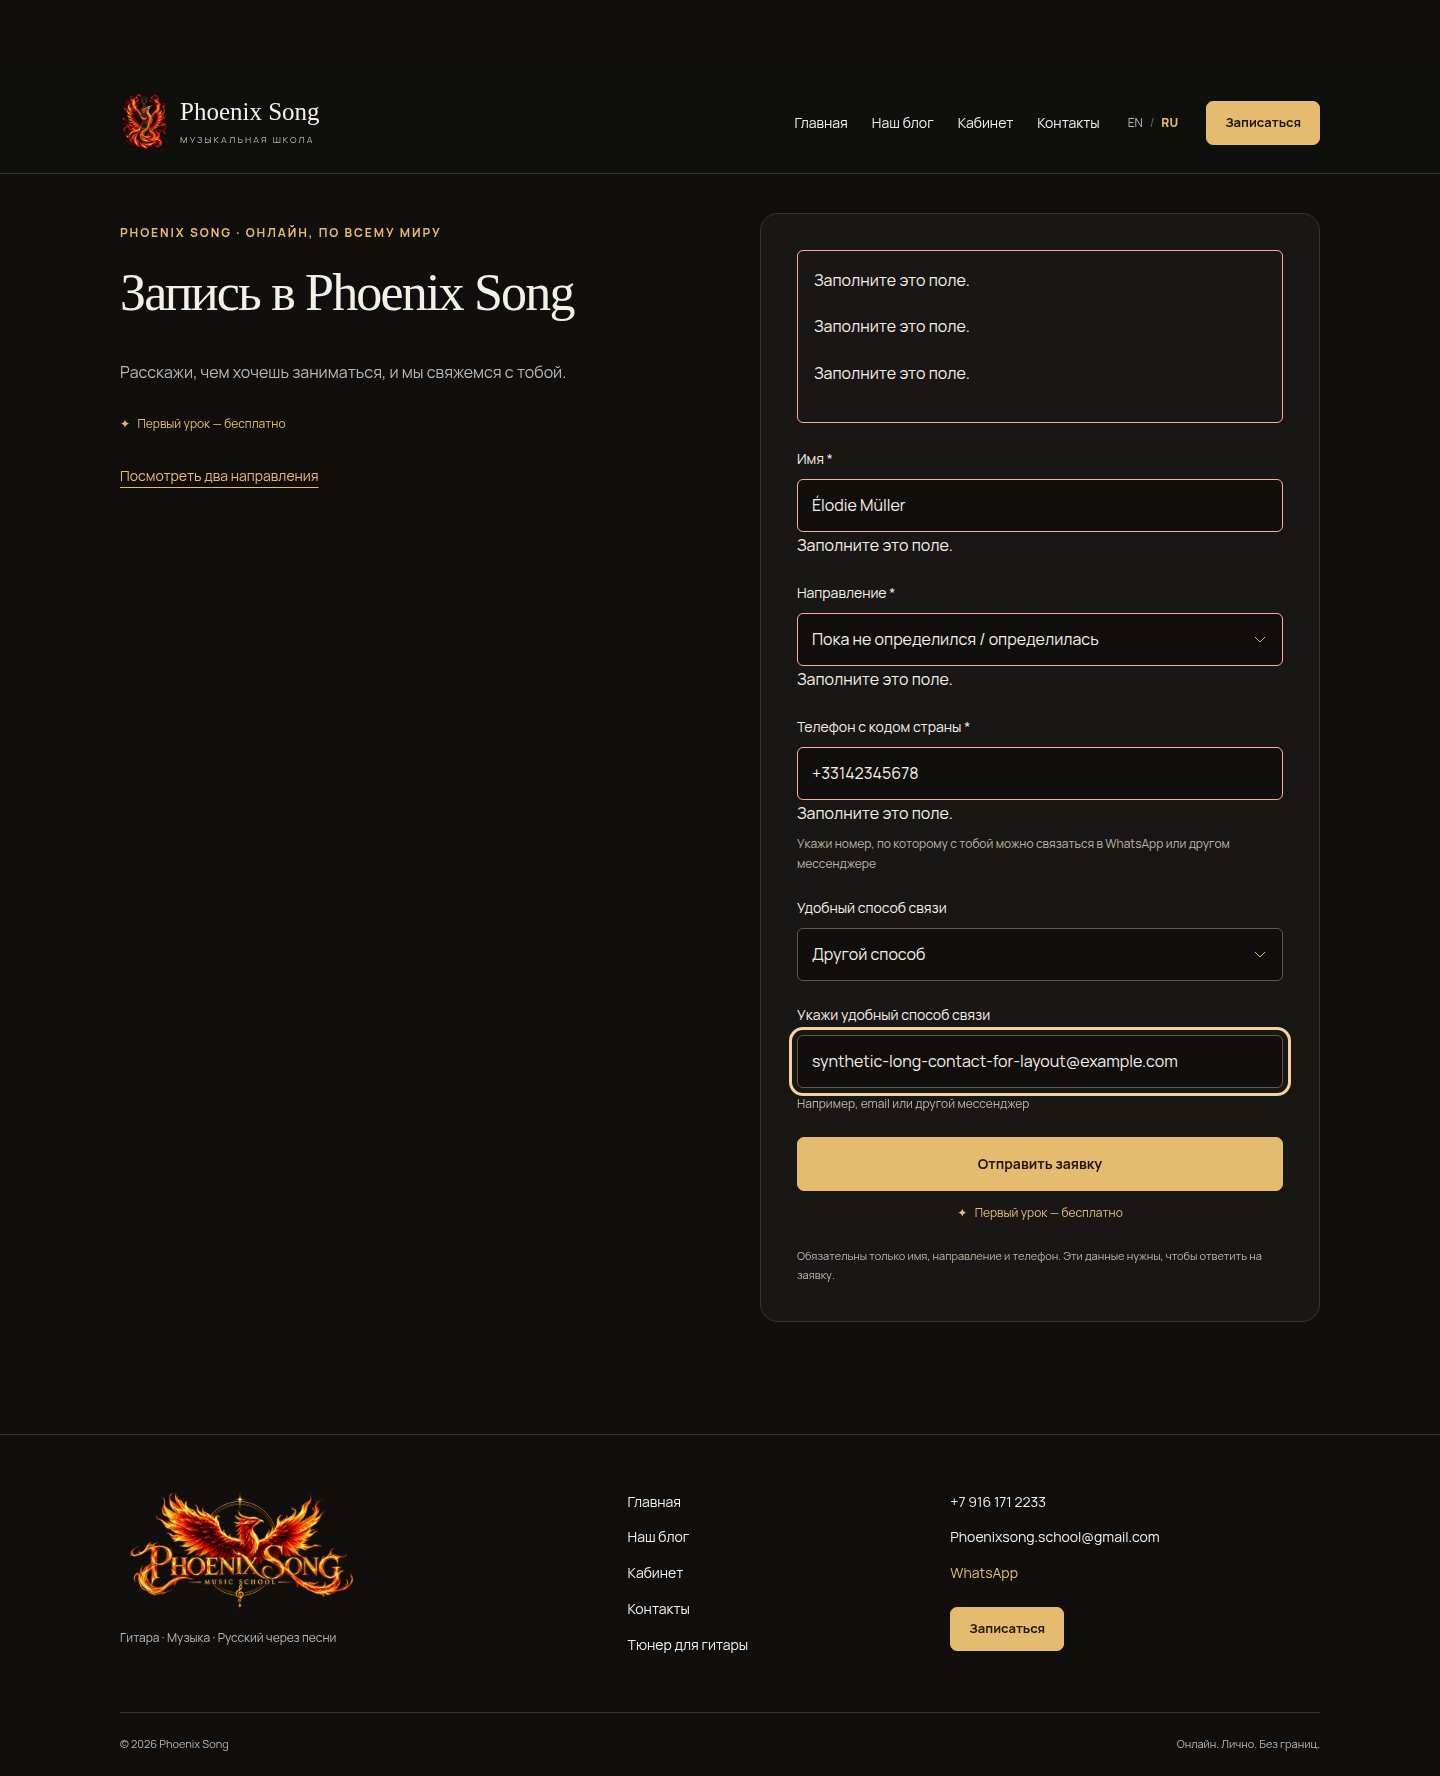 Phoenix Song
МУЗЫКАЛЬНАЯ ШКОЛА
Главная
Наш блог
Кабинет
Контакты
EN / RU
Записаться
PHOENIX SONG · ОНЛАЙН, ПО ВСЕМУ МИРУ
Запись в Phoenix Song
Расскажи, чем хочешь заниматься, и мы свяжемся с тобой.
✦ Первый урок — бесплатно
Посмотреть два направления
Заполните это поле.
Заполните это поле.
Заполните это поле.
Имя *
Élodie Müller
Заполните это поле.
Направление *
Пока не определился / определилась
Заполните это поле.
Телефон с кодом страны *
+33142345678
Заполните это поле.
Укажи номер, по которому с тобой можно связаться в WhatsApp или другом
мессенджере
Удобный способ связи
Другой способ
Укажи удобный способ связи
synthetic-long-contact-for-layout@example.com
Например, email или другой мессенджер
Отправить заявку
✦ Первый урок — бесплатно
Обязательны только имя, направление и телефон. Эти данные нужны, чтобы ответить на
заявку.
PHOENIX SONG
MUSIC SCHOOL
Гитара · Музыка · Русский через песни
Главная
Наш блог
Кабинет
Контакты
Тюнер для гитары
+7 916 171 2233
Phoenixsong.school@gmail.com
WhatsApp
Записаться
© 2026 Phoenix Song
Онлайн. Лично. Без границ.